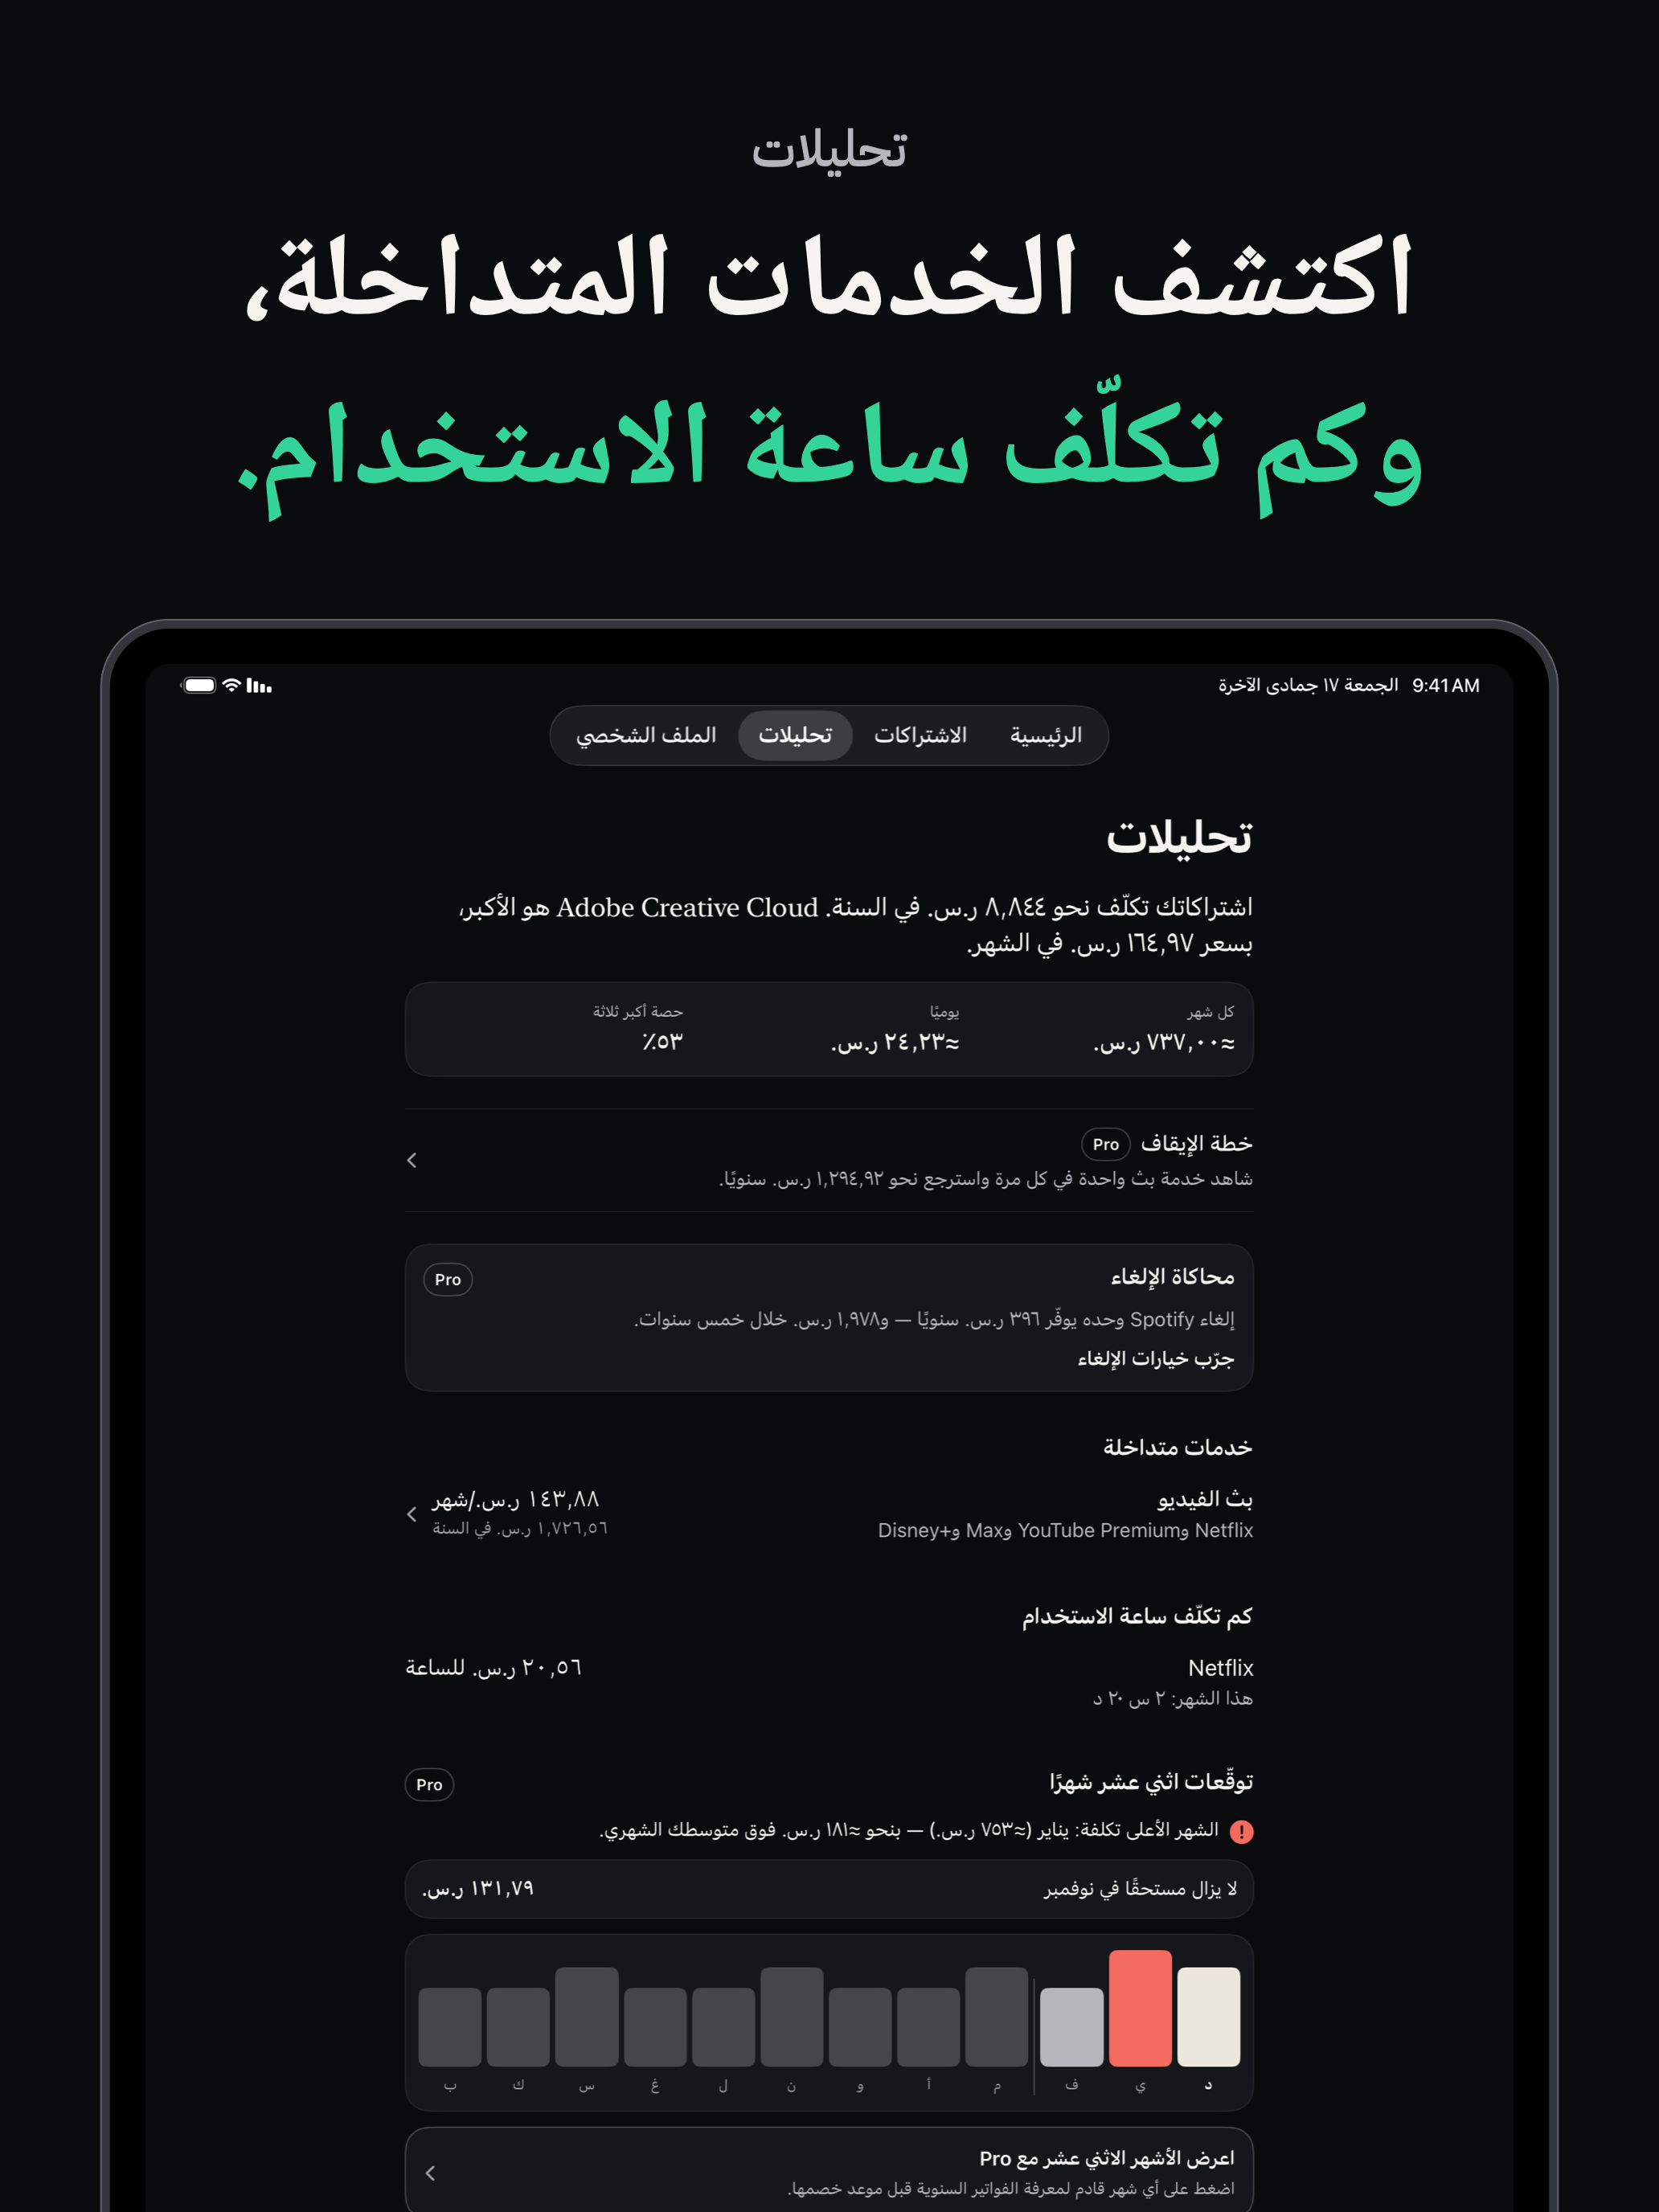 تحليلات
اكتشف الخدمات المتداخلة،
وكم تكلّف ساعة الاستخدام.
9:41 AM الجمعة ١٧ جمادى الآخرة
الرئيسية
الاشتراكات
تحليلات
الملف الشخصي
تحليلات
اشتراكاتك تكلّف نحو ٨,٨٤٤ ر.س. في السنة. Adobe Creative Cloud هو الأكبر،
بسعر ١٦٤,٩٧ ر.س. في الشهر.
كل شهر
≈٧٣٧,٠٠ ر.س.
يوميًا
≈٢٤,٢٣ ر.س.
حصة أكبر ثلاثة
٥٣٪
خطة الإيقاف Pro
شاهد خدمة بث واحدة في كل مرة واسترجع نحو ١,٢٩٤,٩٢ ر.س. سنويًا.
محاكاة الإلغاء Pro
إلغاء Spotify وحده يوفّر ٣٩٦ ر.س. سنويًا — و١,٩٧٨ ر.س. خلال خمس سنوات.
جرّب خيارات الإلغاء
خدمات متداخلة
بث الفيديو ١٤٣,٨٨ ر.س./شهر
Netflix وYouTube Premium وMax وDisney+ ١,٧٢٦,٥٦ ر.س. في السنة
كم تكلّف ساعة الاستخدام
Netflix ٢٠,٥٦ ر.س. للساعة
هذا الشهر: ٢ س ٢٠ د
توقّعات اثني عشر شهرًا Pro
الشهر الأعلى تكلفة: يناير (≈٧٥٣ ر.س.) — بنحو ≈١٨١ ر.س. فوق متوسطك الشهري.
لا يزال مستحقًا في نوفمبر ١٣١,٧٩ ر.س.
د ي ف م أ و ن ل غ س ك ب
اعرض الأشهر الاثني عشر مع Pro
اضغط على أي شهر قادم لمعرفة الفواتير السنوية قبل موعد خصمها.